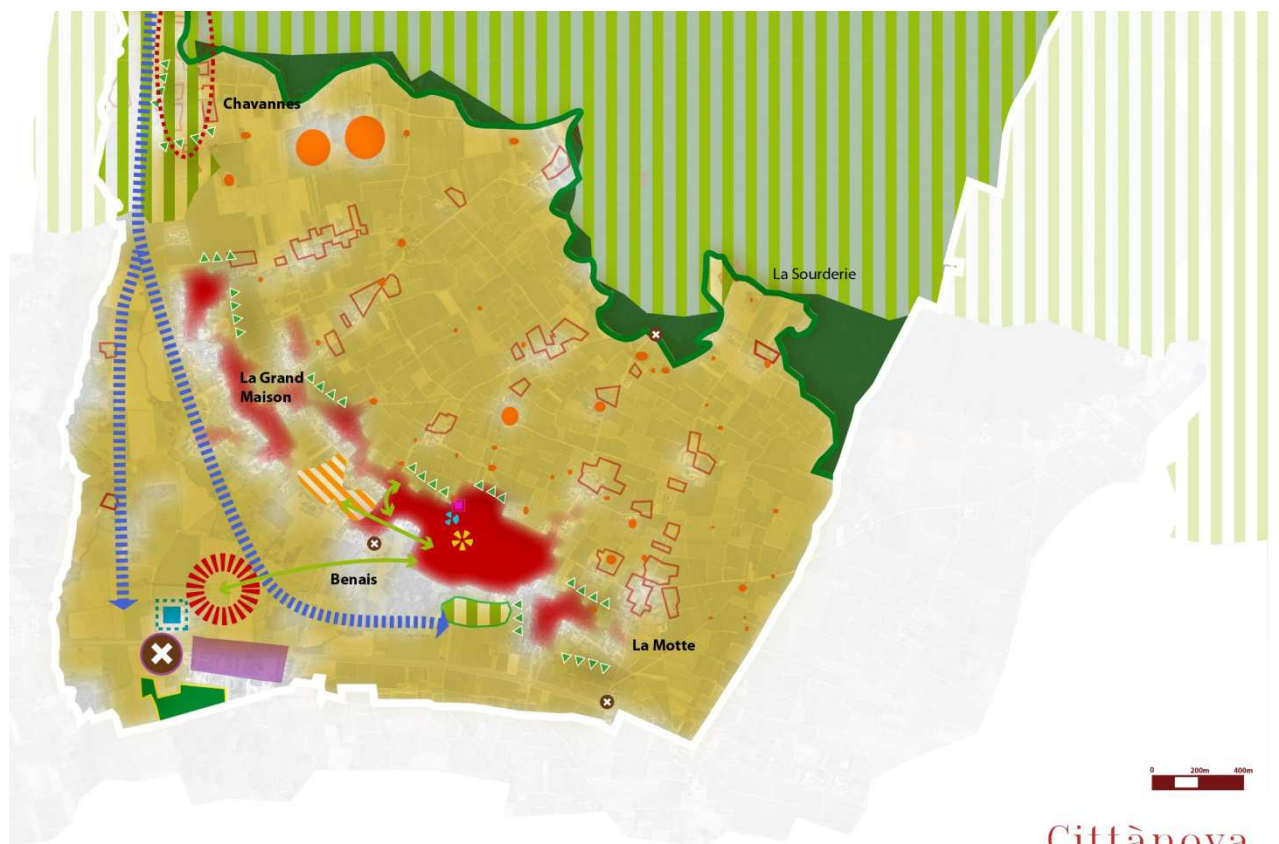 Chavannes
La Sourderie
La Grand
Maison
Benais
La Motte
0 200m 400m
Cittànova